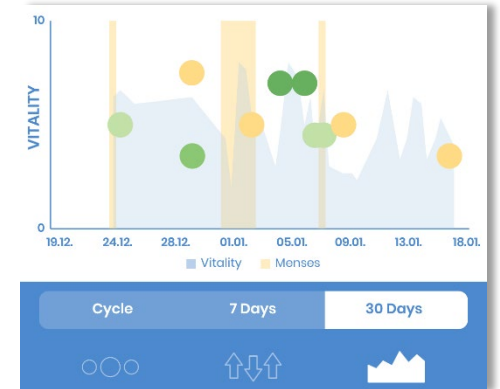 10
VITALITY
0
19.12. 24.12. 28.12. 01.01. 05.01. 09.01. 13.01. 18.01.
Vitality Menses
Cycle 7 Days 30 Days